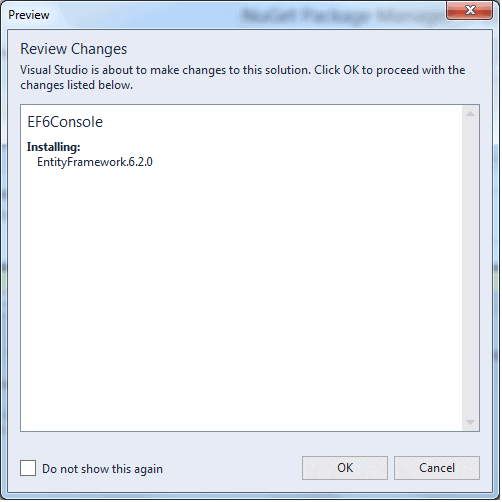 NuGet Package Manage
Preview
Review Changes
Visual Studio is about to make changes to this solution. Click OK to proceed with the
changes listed below.
EF6Console
Installing:
EntityFramework.6.2.0
Do not show this again
OK
Cancel